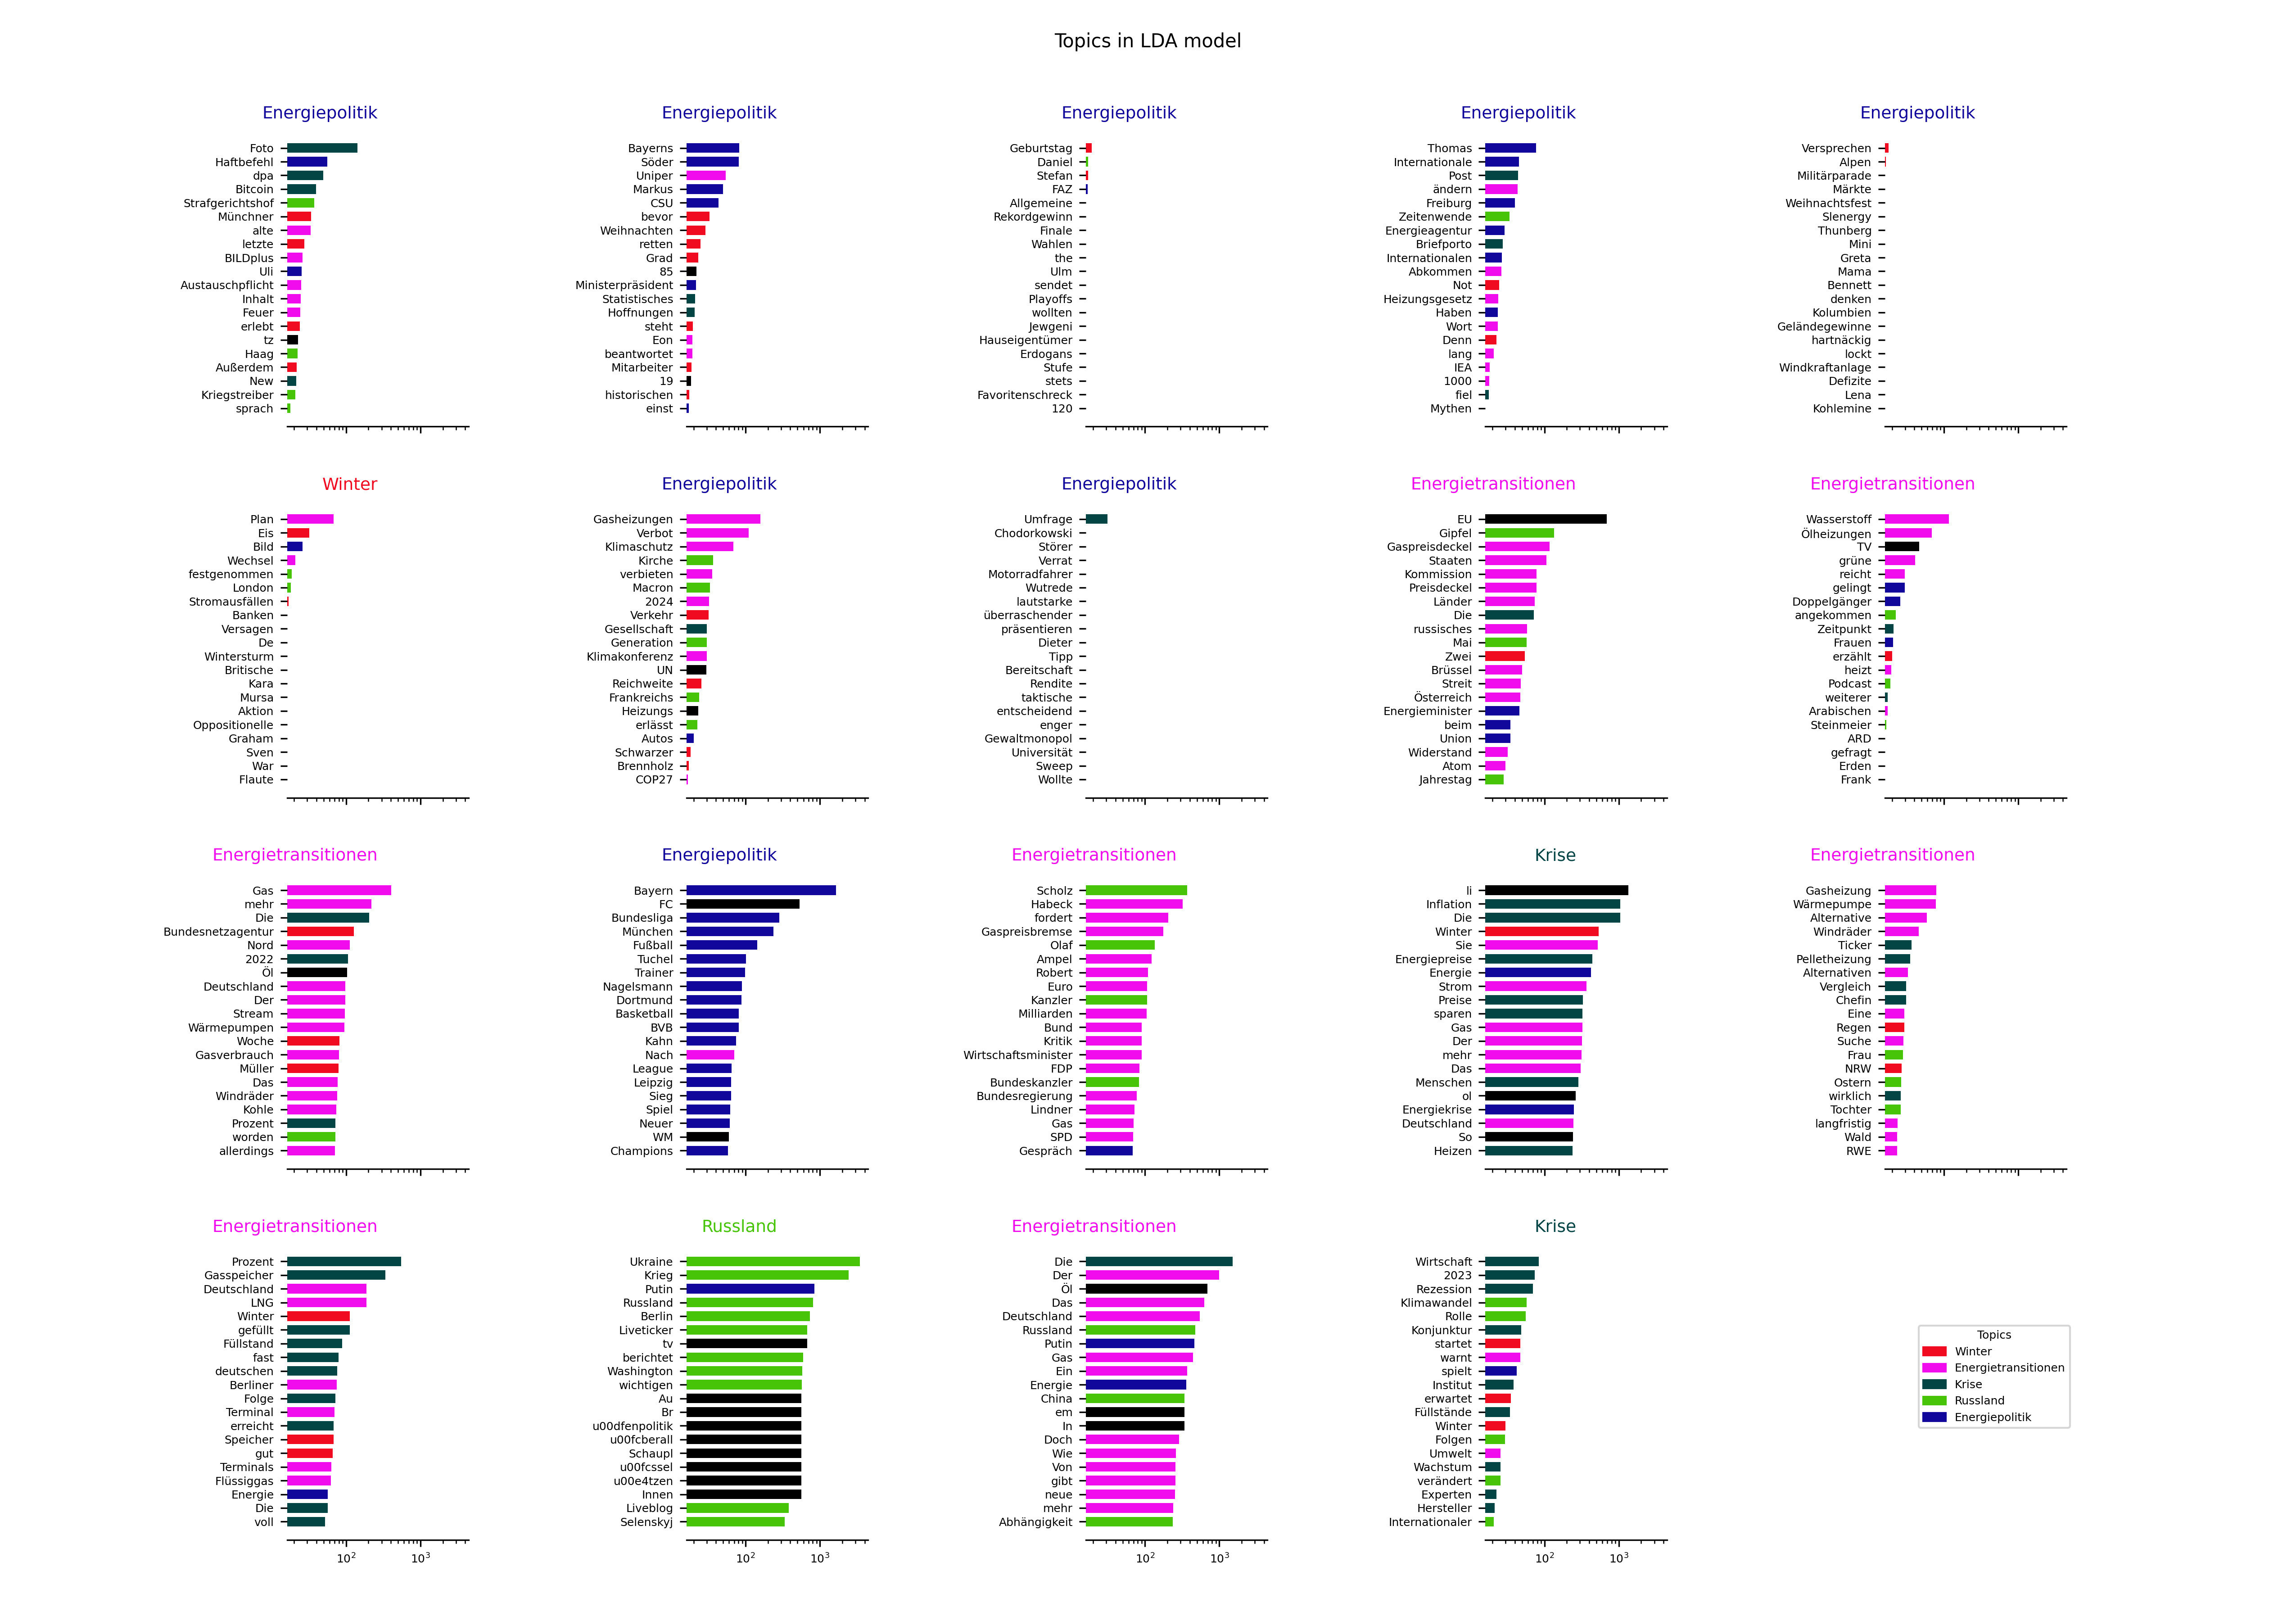 Topics in LDA model
Energiepolitik
Foto
Haftbefehl
dpa
Bitcoin
Strafgerichtshof
Münchner
alte
letzte
BILDplus
Uli
Austauschpflicht
Inhalt
Feuer
erlebt
tz
Haag
Außerdem
New
Kriegstreiber
sprach
Energiepolitik
Bayerns
Söder
Uniper
Markus
CSU
bevor
Weihnachten
retten
Grad
85
Ministerpräsident
Statistisches
Hoffnungen
steht
Eon
beantwortet
Mitarbeiter
19
historischen
einst
Energiepolitik
Geburtstag
Daniel
Stefan
FAZ
Allgemeine
Rekordgewinn
Finale
Wahlen
the
Ulm
sendet
Playoffs
wollten
Jewgeni
Hauseigentümer
Erdogans
Stufe
stets
Favoritenschreck
120
Energiepolitik
Thomas
Internationale
Post
ändern
Freiburg
Zeitenwende
Energieagentur
Briefporto
Internationalen
Abkommen
Not
Heizungsgesetz
Haben
Wort
Denn
lang
IEA
1000
fiel
Mythen
Energiepolitik
Versprechen
Alpen
Militärparade
Märkte
Weihnachtsfest
Slenergy
Thunberg
Mini
Greta
Mama
Bennett
denken
Kolumbien
Geländegewinne
hartnäckig
lockt
Windkraftanlage
Defizite
Lena
Kohlemine
Winter
Plan
Eis
Bild
Wechsel
festgenommen
London
Stromausfällen
Banken
Versagen
De
Wintersturm
Britische
Kara
Mursa
Aktion
Oppositionelle
Graham
Sven
War
Flaute
Energiepolitik
Gasheizungen
Verbot
Klimaschutz
Kirche
verbieten
Macron
2024
Verkehr
Gesellschaft
Generation
Klimakonferenz
UN
Reichweite
Frankreichs
Heizungs
erlässt
Autos
Schwarzer
Brennholz
COP27
Energiepolitik
Umfrage
Chodorkowski
Störer
Verrat
Motorradfahrer
Wutrede
lautstarke
überraschender
präsentieren
Dieter
Tipp
Bereitschaft
Rendite
taktische
entscheidend
enger
Gewaltmonopol
Universität
Sweep
Wollte
Energietransitionen
EU
Gipfel
Gaspreisdeckel
Staaten
Kommission
Preisdeckel
Länder
Die
russisches
Mai
Zwei
Brüssel
Streit
Österreich
Energieminister
beim
Union
Widerstand
Atom
Jahrestag
Energietransitionen
Wasserstoff
Ölheizungen
TV
grüne
reicht
gelingt
Doppelgänger
angekommen
Zeitpunkt
Frauen
erzählt
heizt
Podcast
weiterer
Arabischen
Steinmeier
ARD
gefragt
Erden
Frank
Energietransitionen
Gas
mehr
Die
Bundesnetzagentur
Nord
2022
Öl
Deutschland
Der
Stream
Wärmepumpen
Woche
Gasverbrauch
Müller
Das
Windräder
Kohle
Prozent
worden
allerdings
Energiepolitik
Bayern
FC
Bundesliga
München
Fußball
Tuchel
Trainer
Nagelsmann
Dortmund
Basketball
BVB
Kahn
Nach
League
Leipzig
Sieg
Spiel
Neuer
WM
Champions
Energietransitionen
Scholz
Habeck
fordert
Gaspreisbremse
Olaf
Ampel
Robert
Euro
Kanzler
Milliarden
Bund
Kritik
Wirtschaftsminister
FDP
Bundeskanzler
Bundesregierung
Lindner
Gas
SPD
Gespräch
Krise
li
Inflation
Die
Winter
Sie
Energiepreise
Energie
Strom
Preise
sparen
Gas
Der
mehr
Das
Menschen
ol
Energiekrise
Deutschland
So
Heizen
Energietransitionen
Gasheizung
Wärmepumpe
Alternative
Windräder
Ticker
Pelletheizung
Alternativen
Vergleich
Chefin
Eine
Regen
Suche
Frau
NRW
Ostern
wirklich
Tochter
langfristig
Wald
RWE
Energietransitionen
Prozent
Gasspeicher
Deutschland
LNG
Winter
gefüllt
Füllstand
fast
deutschen
Berliner
Folge
Terminal
erreicht
Speicher
gut
Terminals
Flüssiggas
Energie
Die
voll
10² 10³
Russland
Ukraine
Krieg
Putin
Russland
Berlin
Liveticker
tv
berichtet
Washington
wichtigen
Au
Br
u00dfenpolitik
u00fcberall
Schaupl
u00fcssel
u00e4tzen
Innen
Liveblog
Selenskyj
10² 10³
Energietransitionen
Die
Der
Öl
Das
Deutschland
Russland
Putin
Gas
Ein
Energie
China
em
In
Doch
Wie
Von
gibt
neue
mehr
Abhängigkeit
10² 10³
Krise
Wirtschaft
2023
Rezession
Klimawandel
Rolle
Konjunktur
startet
warnt
spielt
Institut
erwartet
Füllstände
Winter
Folgen
Umwelt
Wachstum
verändert
Experten
Hersteller
Internationaler
10² 10³
Topics
Winter
Energietransitionen
Krise
Russland
Energiepolitik